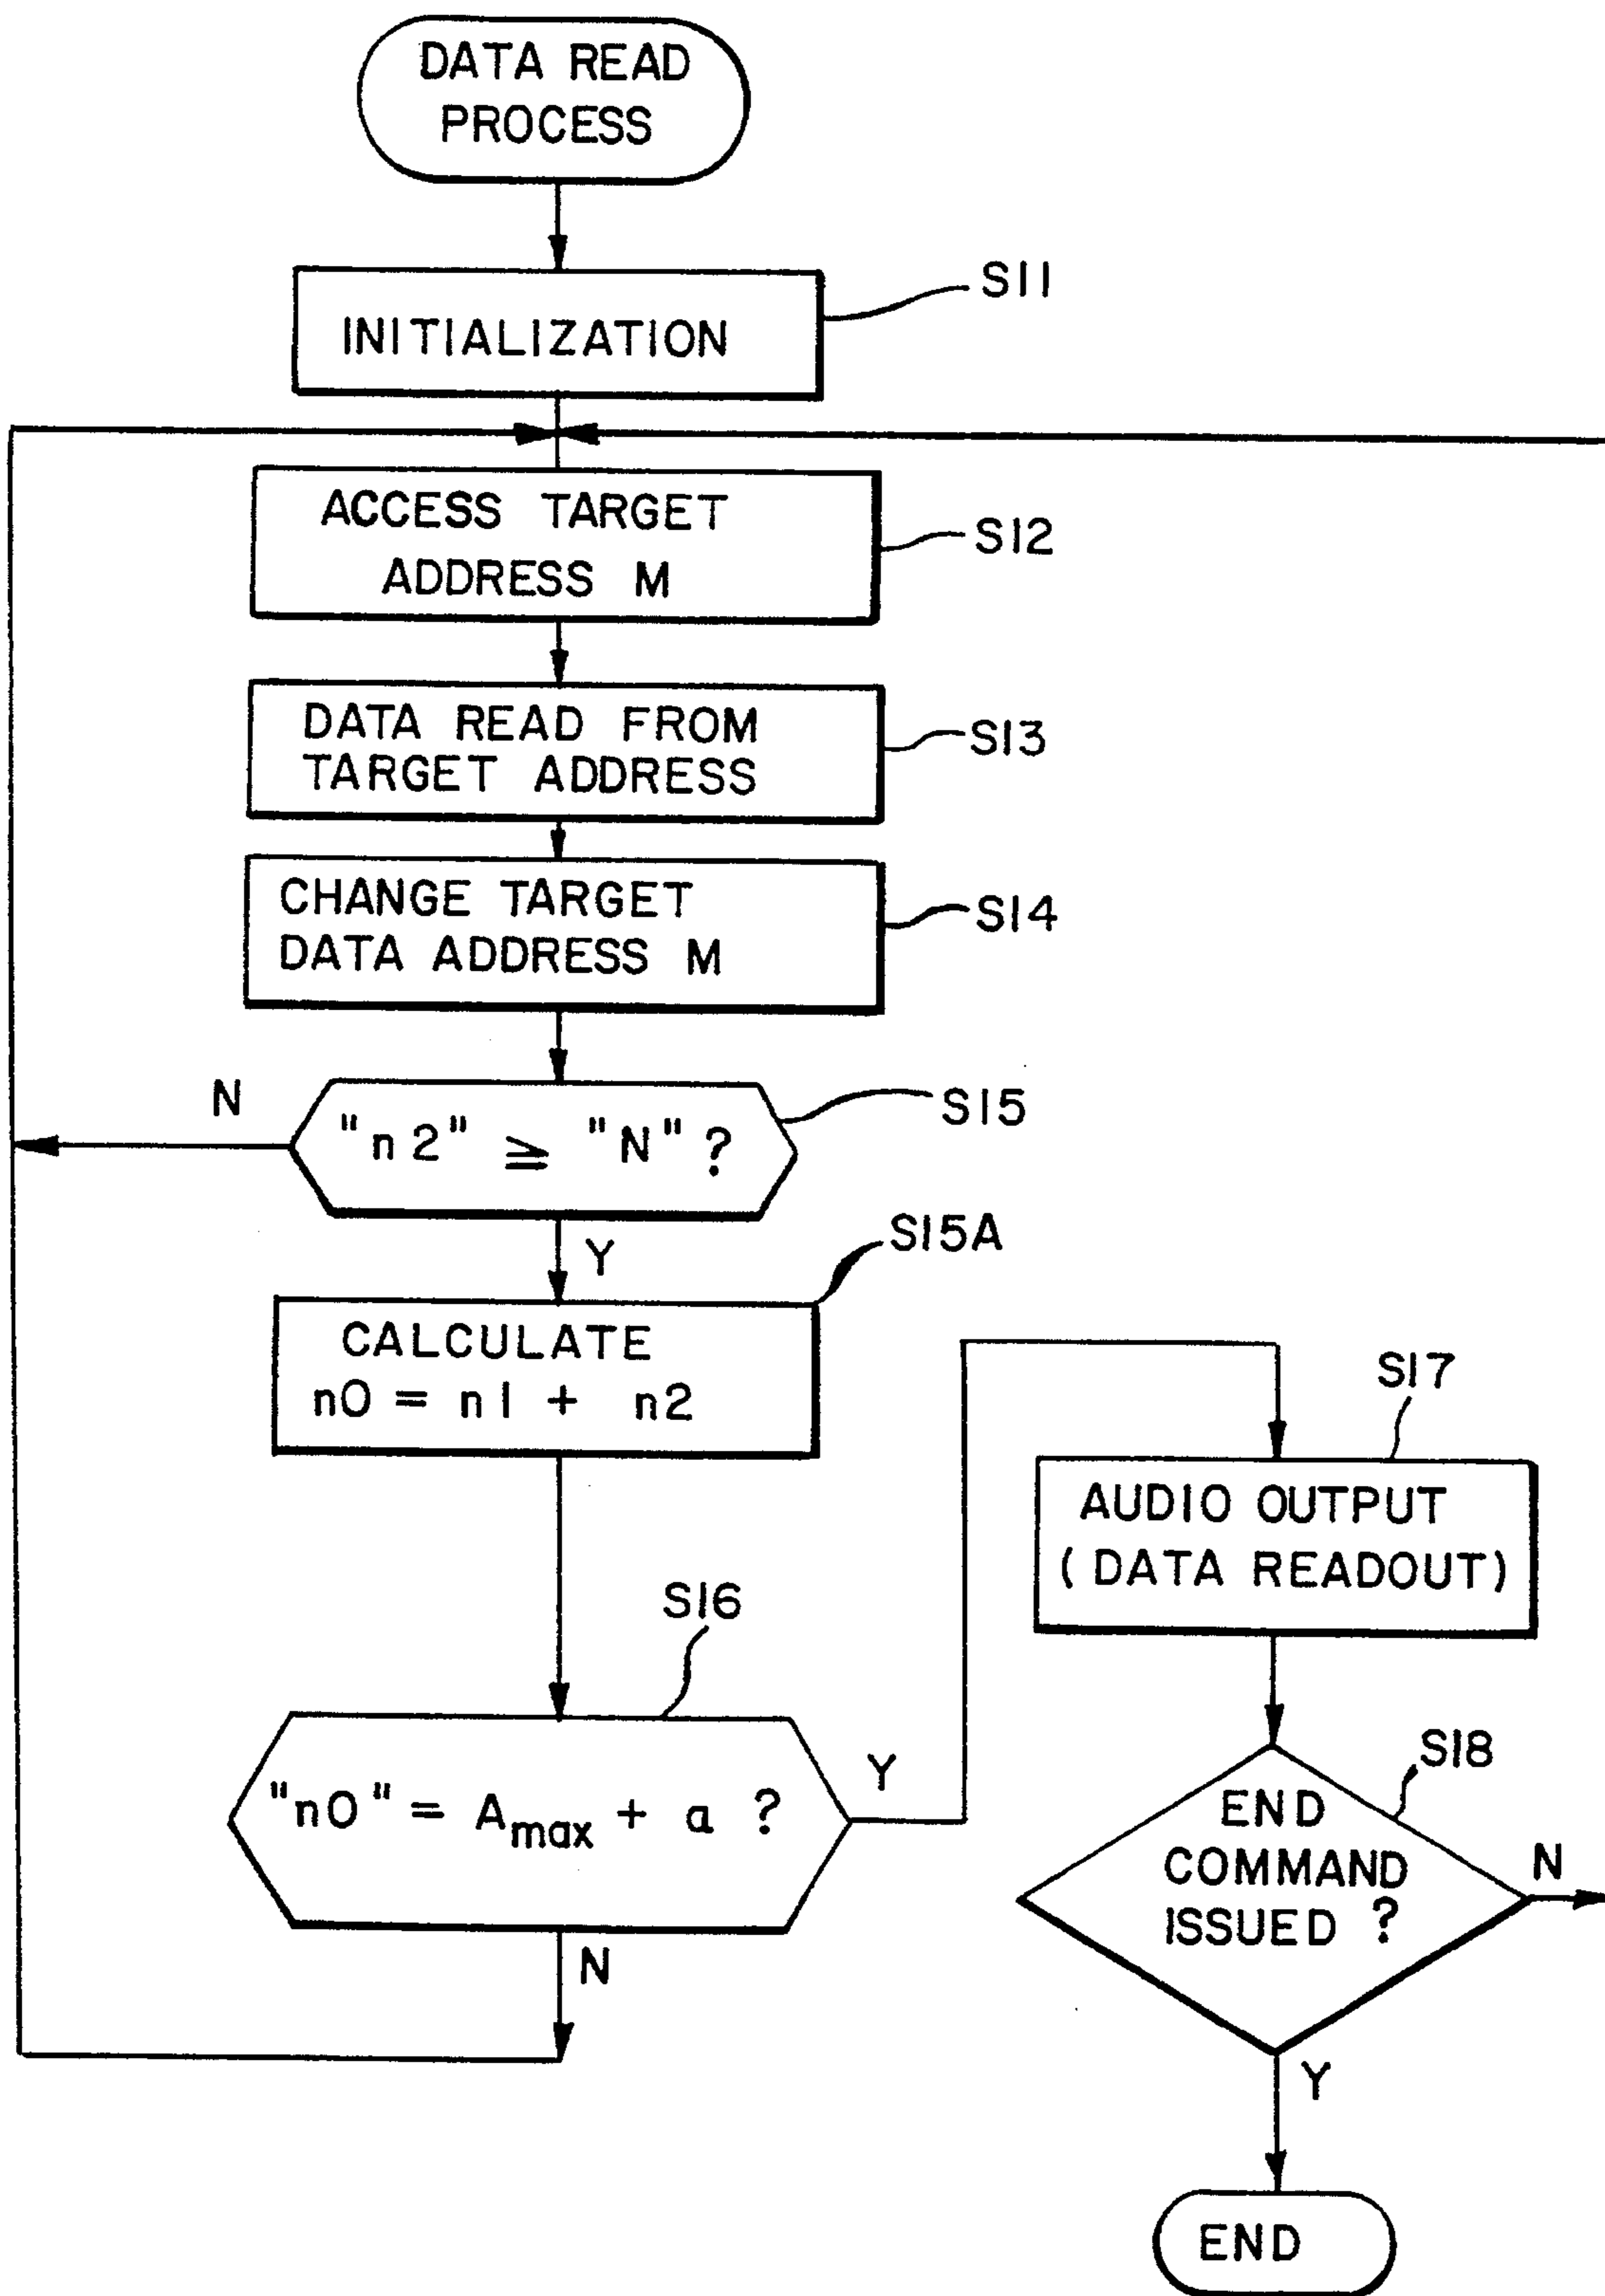 DATA READ
PROCESS
INITIALIZATION
S11
ACCESS TARGET
ADDRESS M
S12
DATA READ FROM
TARGET ADDRESS
S13
CHANGE TARGET
DATA ADDRESS M
S14
N
"n2" ≧ "N" ?
S15
Y
S15A
CALCULATE
n0 = n1 + n2
S16
"n0" = Amax + a ?
Y
N
S17
AUDIO OUTPUT
( DATA READOUT)
S18
END
COMMAND
ISSUED ?
N
Y
END